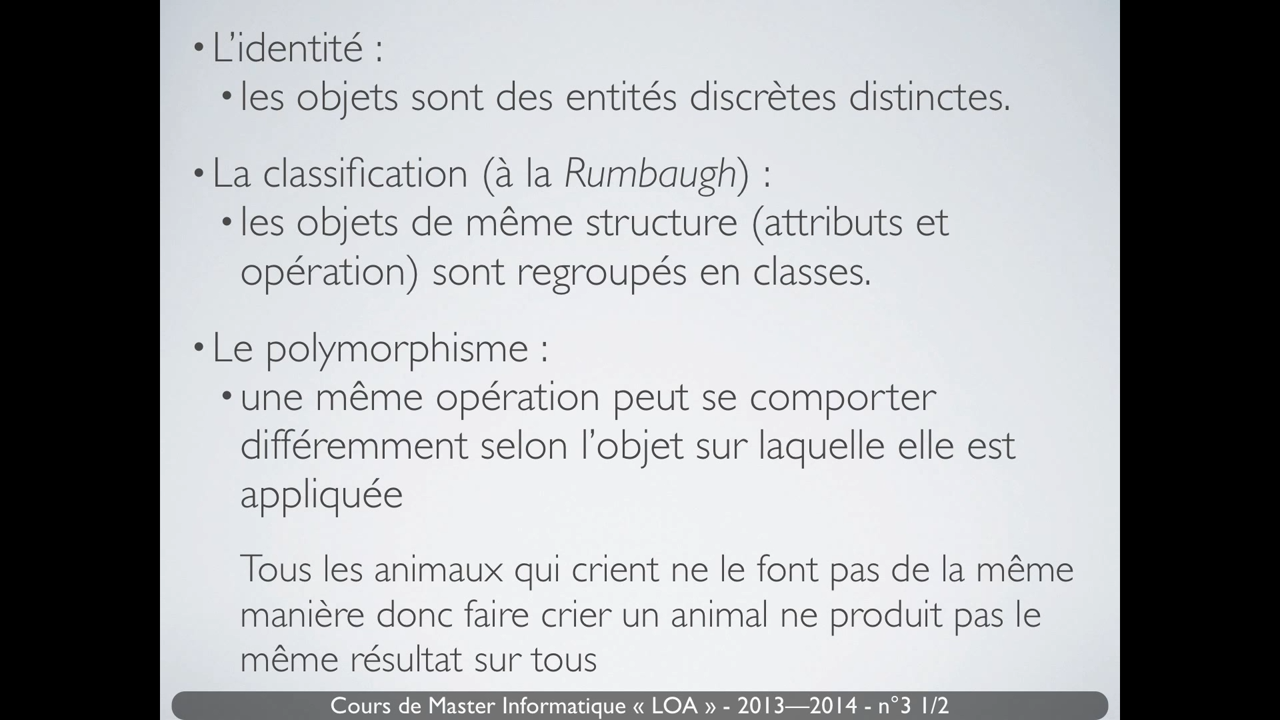 • L’identité :
• les objets sont des entités discrètes distinctes.
• La classification (à la Rumbaugh) :
• les objets de même structure (attributs et
opération) sont regroupés en classes.
• Le polymorphisme :
• une même opération peut se comporter
différemment selon l’objet sur laquelle elle est
appliquée
Tous les animaux qui crient ne le font pas de la même
manière donc faire crier un animal ne produit pas le
même résultat sur tous
Cours de Master Informatique « LOA » - 2013—2014 - n°3 1/2